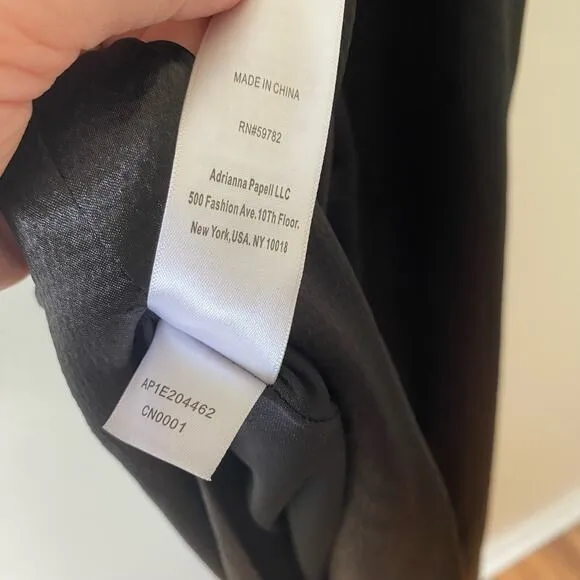 MADE IN CHINA
RN#59782
Adrianna Papell LLC
500 Fashion Ave.10Th Floor.
New York,USA. NY 10018
AP1E204462
CN0001